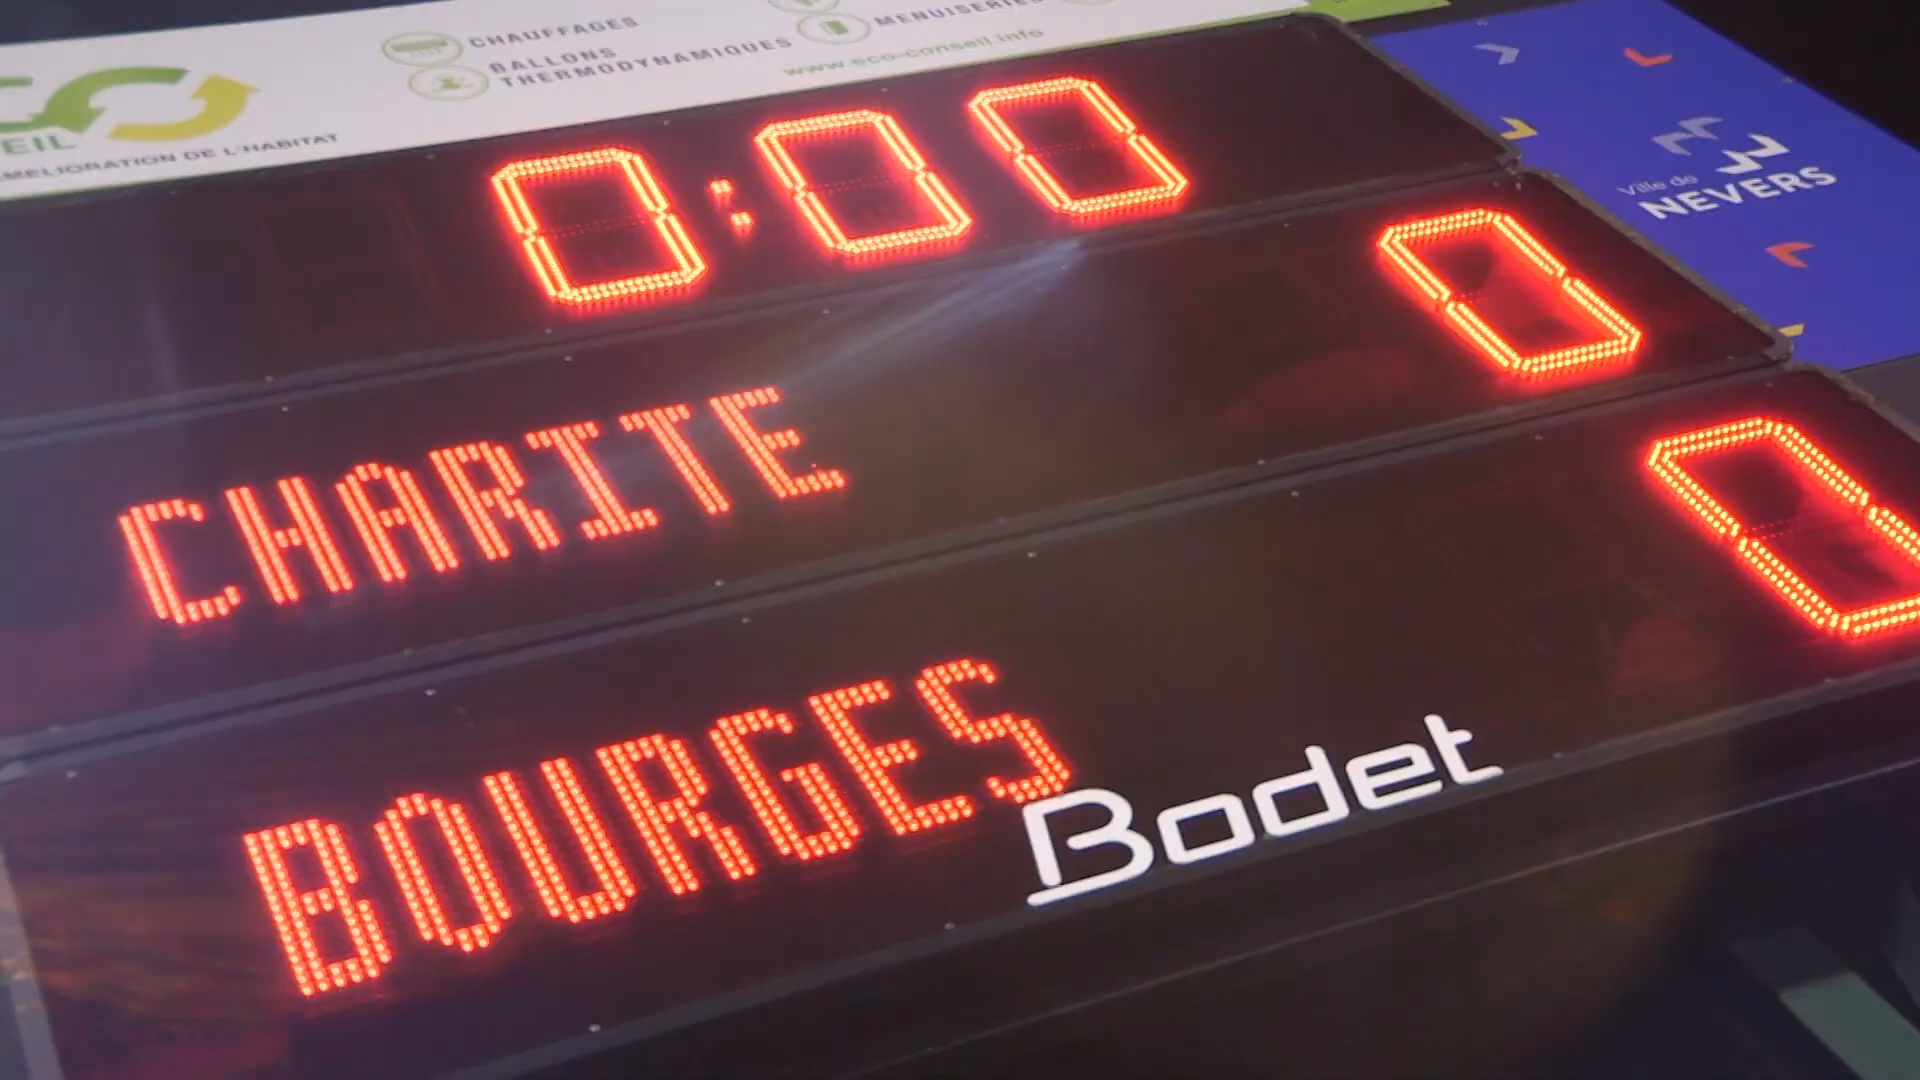 CHAUFFAGES
BALLONS
THERMODYNAMIQUES
MENUISERIES
www.eco-conseil.info
EIL
AMELIORATION DE L'HABITAT
0:00
Ville de
NEVERS
CHARITE 0
BOURGES 0
Bodet